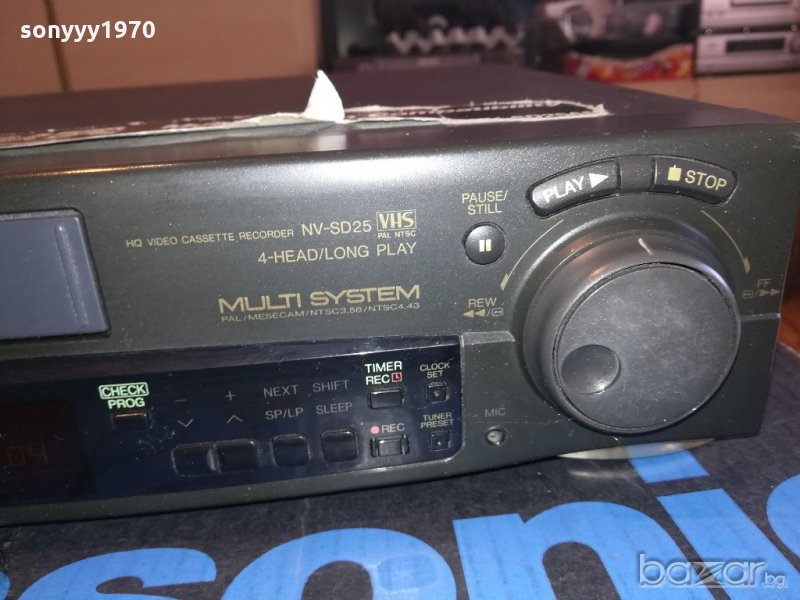 sonyyy1970
PAUSE/
STILL
PLAY
STOP
HQ VIDEO CASSETTE RECORDER NV-SD25 VHS
PAL NTSC
4-HEAD/LONG PLAY
REW
FF
MULTI SYSTEM
PAL/MESECAM/NTSC3.58/NTSC4.43
CHECK
PROG
- + NEXT SHIFT
SP/LP SLEEP
TIMER
REC
CLOCK
SET
REC
TUNER
PRESET
MIC
04
sonic
bazar.bg